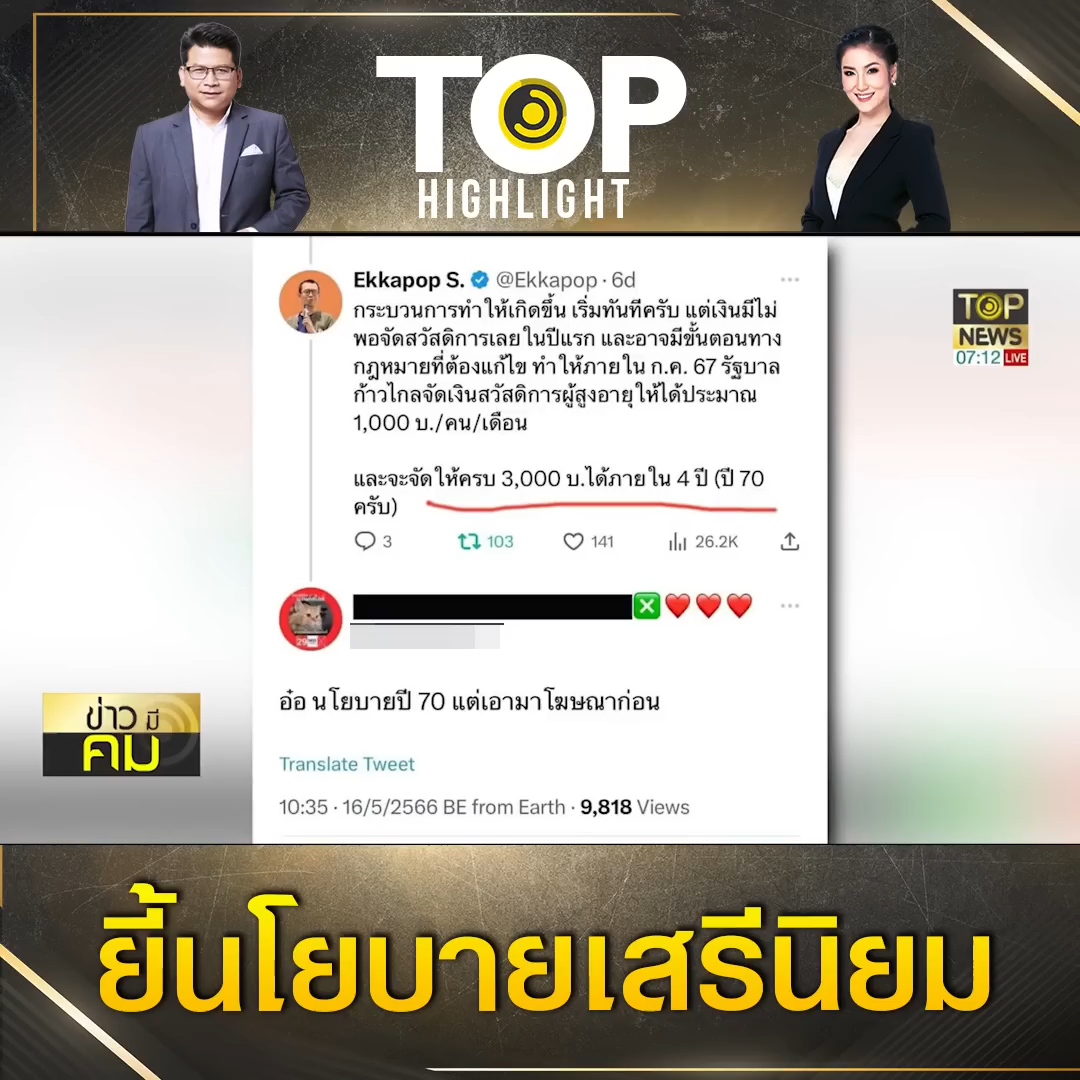 TOP
HIGHLIGHT
Ekkapop S. @Ekkapop · 6d
กระบวนการทำให้เกิดขึ้น เริ่มทันทีครับ แต่เงินมีไม่
พอจัดสวัสดิการเลยในปีแรก และอาจมีขั้นตอนทาง
กฎหมายที่ต้องแก้ไข ทำให้ภายใน ก.ค. 67 รัฐบาล
ก้าวไกลจัดเงินสวัสดิการผู้สูงอายุให้ได้ประมาณ
1,000 บ./คน/เดือน
และจะจัดให้ครบ 3,000 บ.ได้ภายใน 4 ปี (ปี 70
ครับ)
3 103 141 26.2K
TOP
NEWS
07:12 LIVE
อ๋อ นโยบายปี 70 แต่เอามาโฆษณาก่อน
Translate Tweet
10:35 · 16/5/2566 BE from Earth · 9,818 Views
ข่าวมี
คม
ยี้นโยบายเสรีนิยม